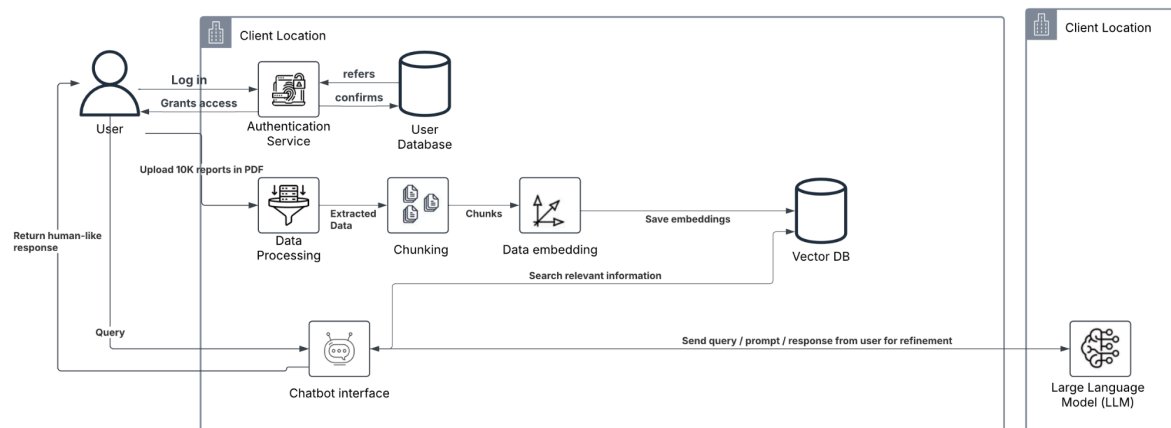 Client Location
Client Location
Log in
refers
Grants access
confirms
User
Authentication
Service
User
Database
Upload 10K reports in PDF
Extracted
Data
Chunks
Save embeddings
Data
Processing
Chunking
Data embedding
Vector DB
Return human-like
response
Search relevant information
Query
Send query / prompt / response from user for refinement
Chatbot interface
Large Language
Model (LLM)